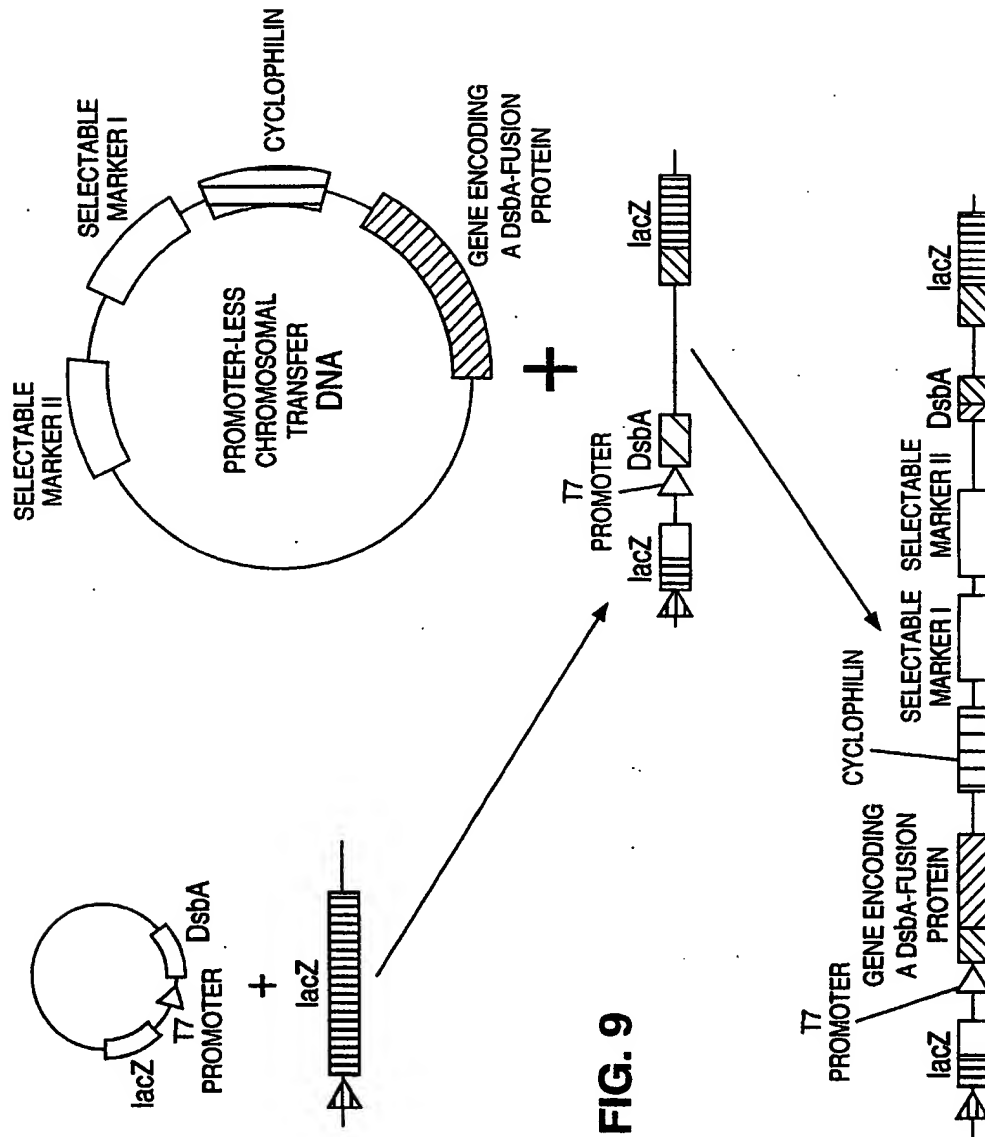 lacZ
T7
PROMOTER
DsbA
+
lacZ
SELECTABLE
MARKER II
SELECTABLE
MARKER I
CYCLOPHILIN
PROMOTER-LESS
CHROMOSOMAL
TRANSFER
DNA
GENE ENCODING
A DsbA-FUSION
PROTEIN
+
lacZ
T7
PROMOTER
DsbA
lacZ
FIG. 9
lacZ
T7
PROMOTER
GENE ENCODING
A DsbA-FUSION
PROTEIN
CYCLOPHILIN
SELECTABLE
MARKER I
SELECTABLE
MARKER II
DsbA
lacZ